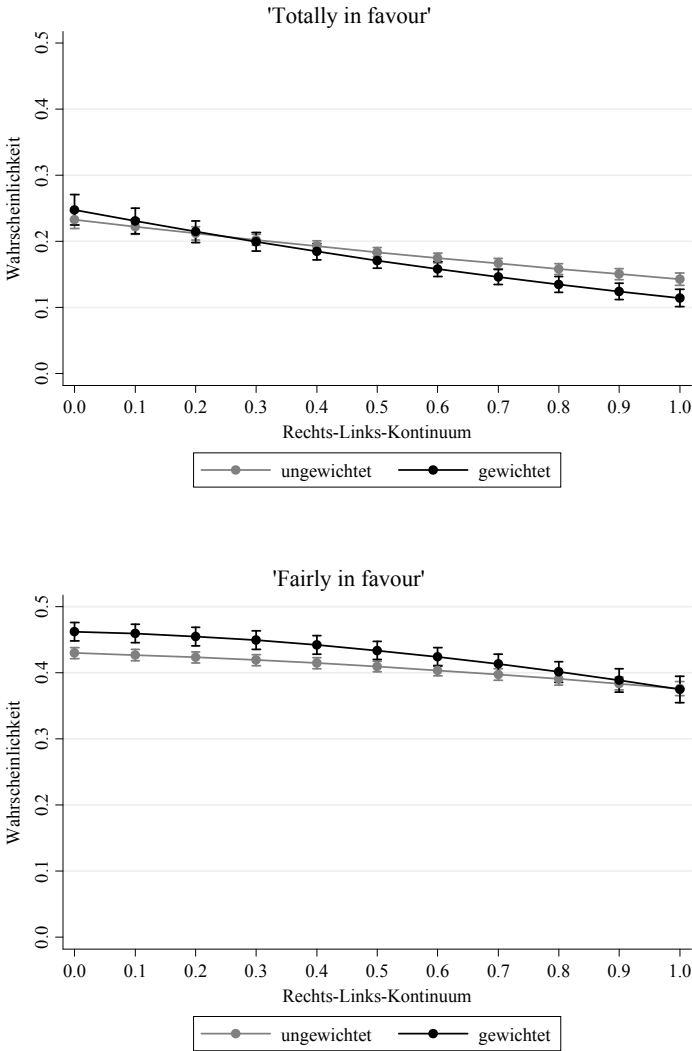 'Totally in favour'
0.5
0.4
0.3
0.2
0.1
0.0
Wahrscheinlichkeit
0.0 0.1 0.2 0.3 0.4 0.5 0.6 0.7 0.8 0.9 1.0
Rechts-Links-Kontinuum
ungewichtet gewichtet
'Fairly in favour'
0.5
0.4
0.3
0.2
0.1
0.0
Wahrscheinlichkeit
0.0 0.1 0.2 0.3 0.4 0.5 0.6 0.7 0.8 0.9 1.0
Rechts-Links-Kontinuum
ungewichtet gewichtet